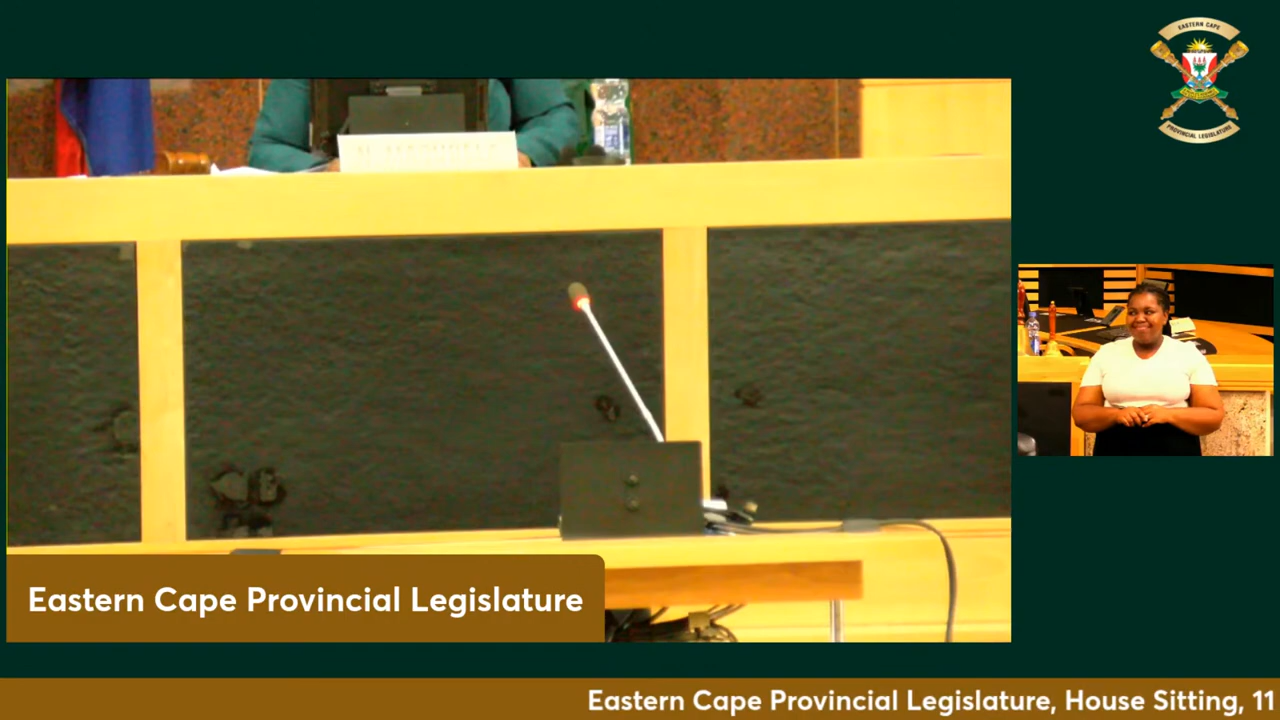 EASTERN CAPE
PROVINCIAL LEGISLATURE
Eastern Cape Provincial Legislature
Eastern Cape Provincial Legislature, House Sitting, 11